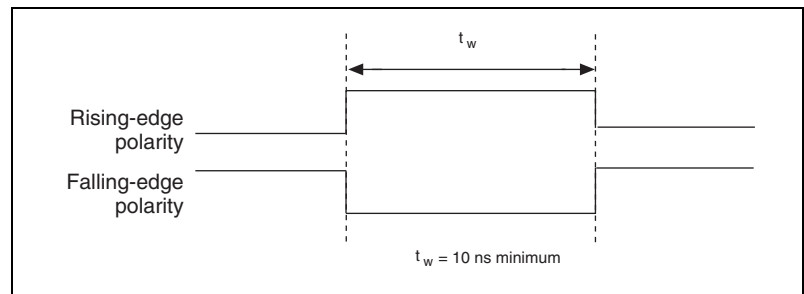 t w
Rising-edge
polarity
Falling-edge
polarity
t w = 10 ns minimum